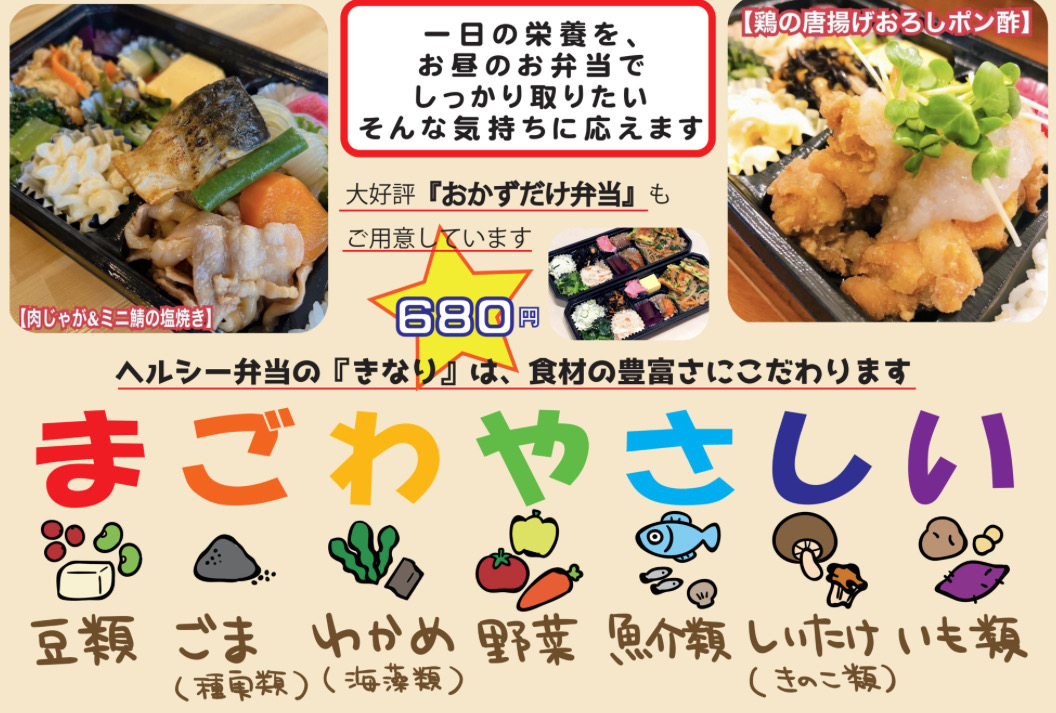 一日の栄養を、
お昼のお弁当で
しっかり取りたい
そんな気持ちに応えます
【鶏の唐揚げおろしポン酢】
大好評『おかずだけ弁当』も
ご用意しています
680円
【肉じゃが&ミニ鯖の塩焼き】
ヘルシー弁当の『きなり』は、食材の豊富さにこだわります
まごわやさしい
豆類 ごま わかめ 野菜 魚介類 しいたけ いも類
(種実類) (海藻類) (きのこ類)